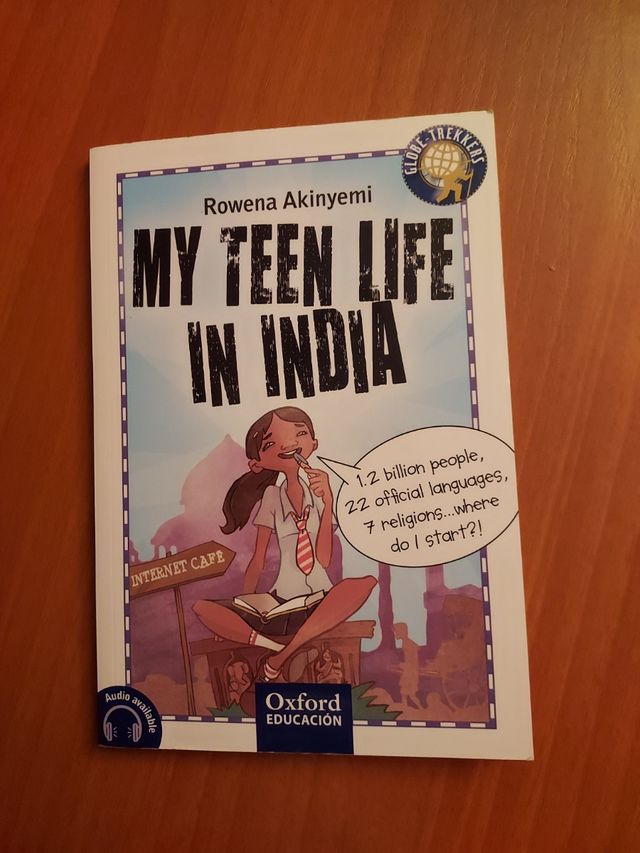 GLOBE-TREKKERS
Rowena Akinyemi
MY TEEN LIFE
IN INDIA
1.2 billion people,
22 official languages,
7 religions...where
do I start?!
INTERNET CAFE
Audio available
Oxford
EDUCACIÓN